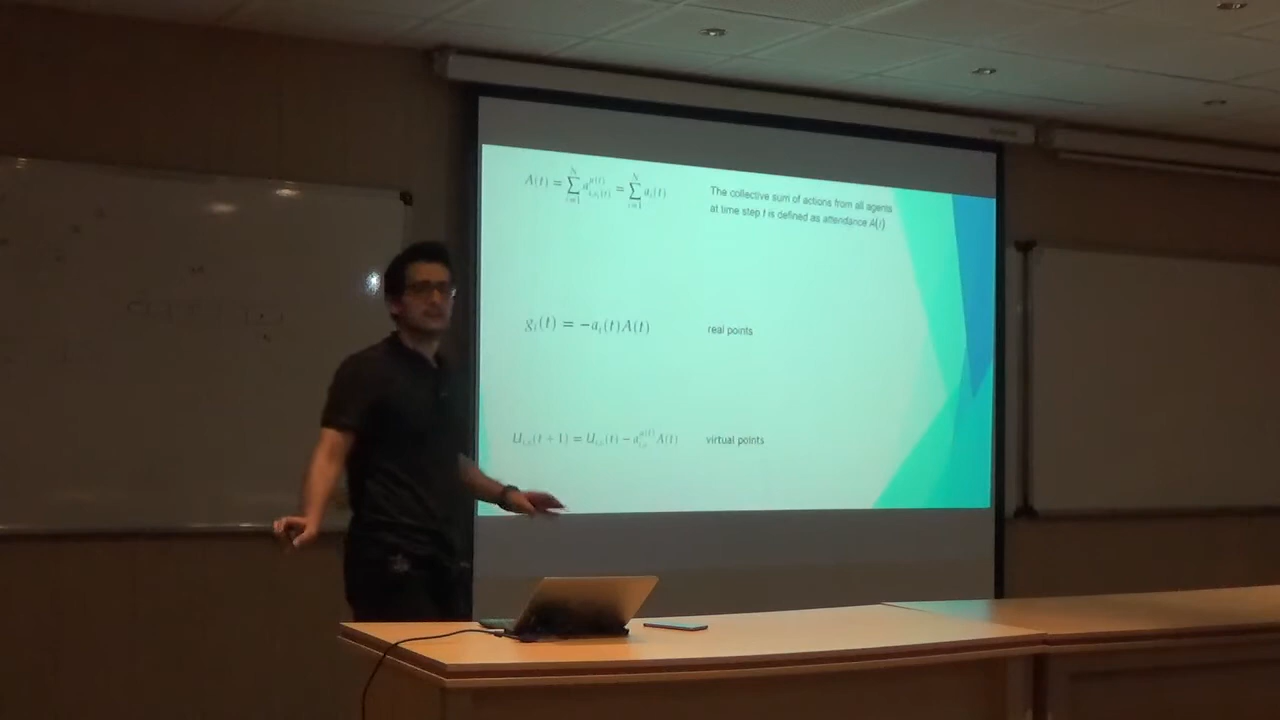 A(t) = \sum_{i=1}^{N} a_{i,s_i(t)}^{\mu(t)} = \sum_{i=1}^{N} a_i(t)
The collective sum of actions from all agents
at time step t is defined as attendance A(t)
g_i(t) = −a_i(t)A(t)
real points
U_{i,s}(t + 1) = U_{i,s}(t) − a_{i,s}^{\mu(t)} A(t)
virtual points